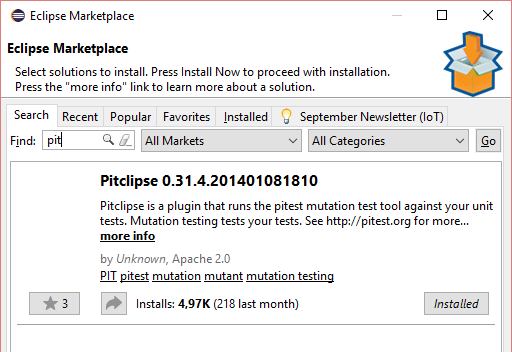 Eclipse Marketplace
Eclipse Marketplace
Select solutions to install. Press Install Now to proceed with installation.
Press the "more info" link to learn more about a solution.
Search Recent Popular Favorites Installed September Newsletter (IoT)
Find: pit All Markets All Categories Go
Pitclipse 0.31.4.201401081810
Pitclipse is a plugin that runs the pitest mutation test tool against your unit
tests. Mutation testing tests your tests. See http://pitest.org for more...
more info
by Unknown, Apache 2.0
PIT pitest mutation mutant mutation testing
3 Installs: 4,97K (218 last month) Installed